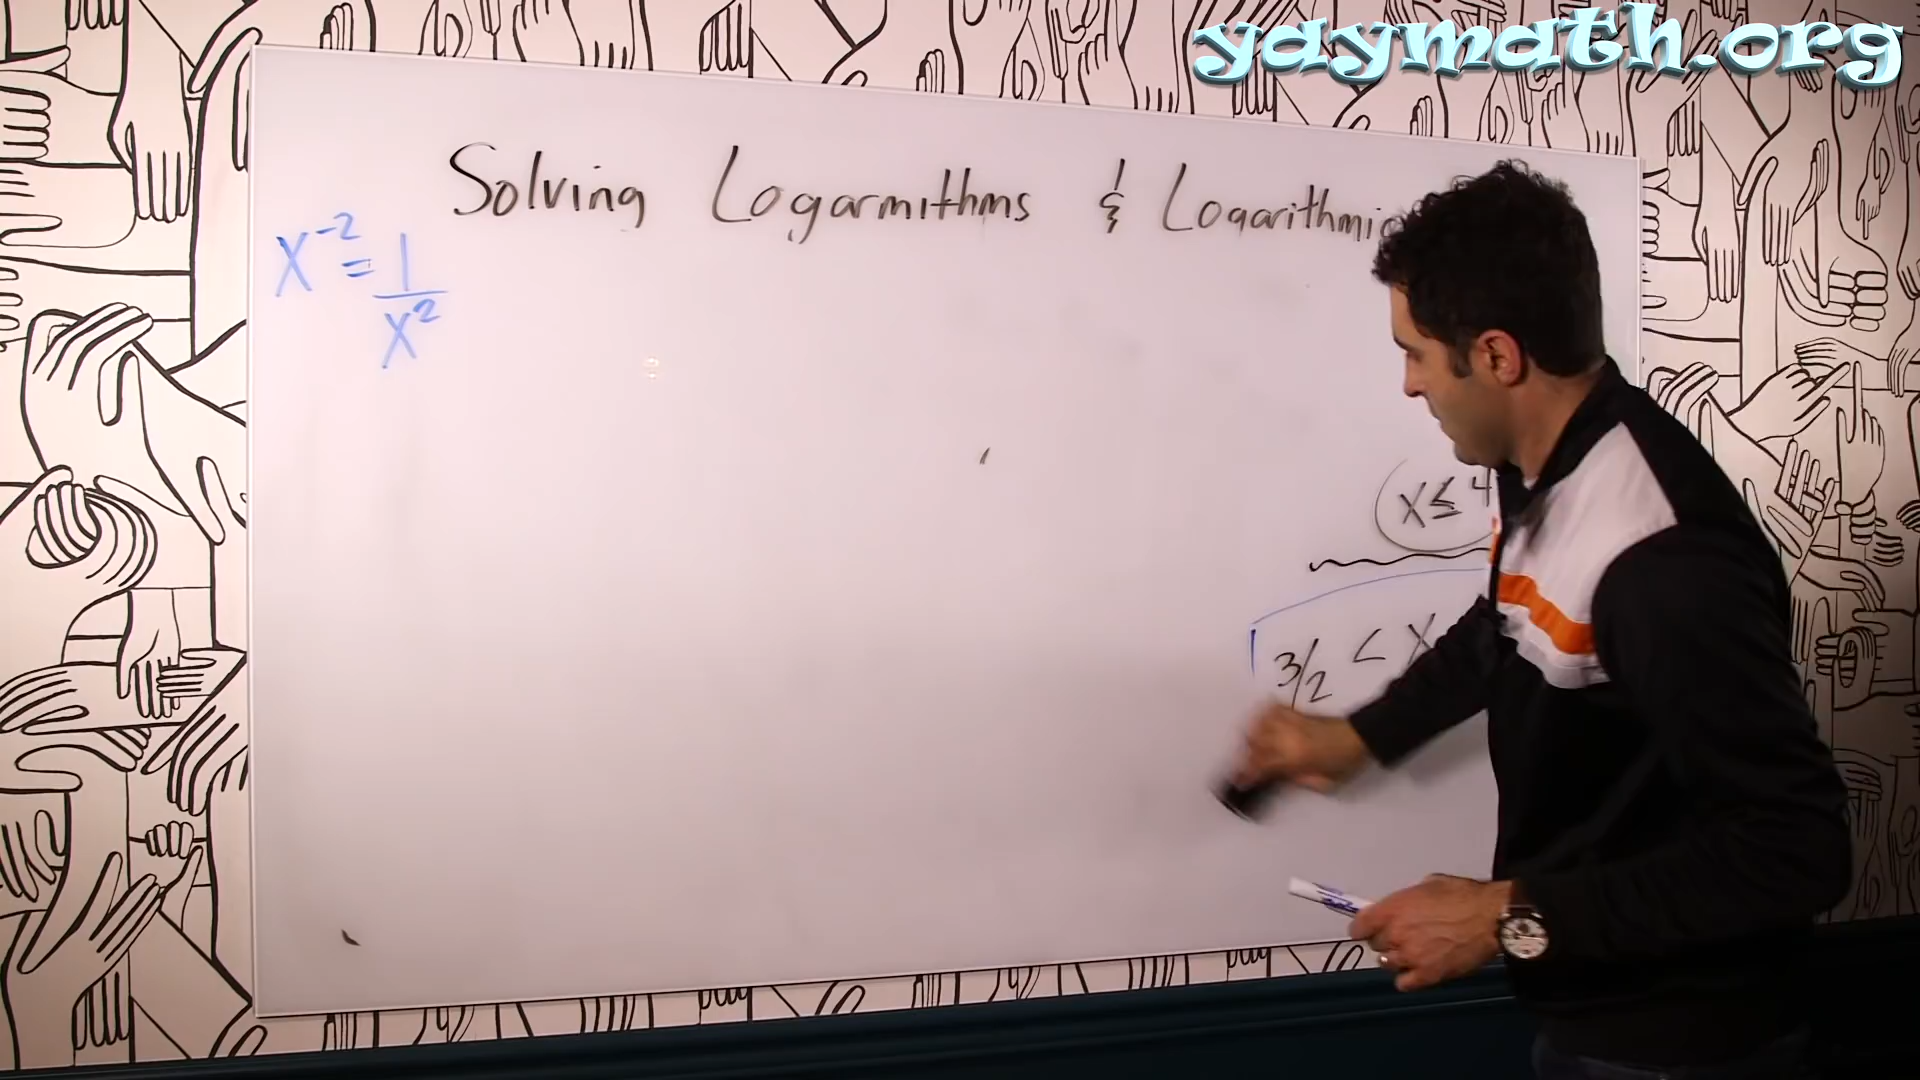 yaymath.org
Solving Logarmithms & Logarithmic
x⁻² = 1/x²
x ≤ 4
3/2 < x